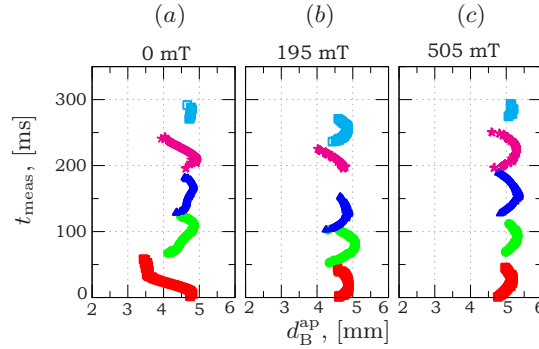 (a) (b) (c)
0 mT 195 mT 505 mT
300
200
100
0
t_meas, [ms]
2 3 4 5 6 2 3 4 5 6 2 3 4 5 6
d_B^ap, [mm]